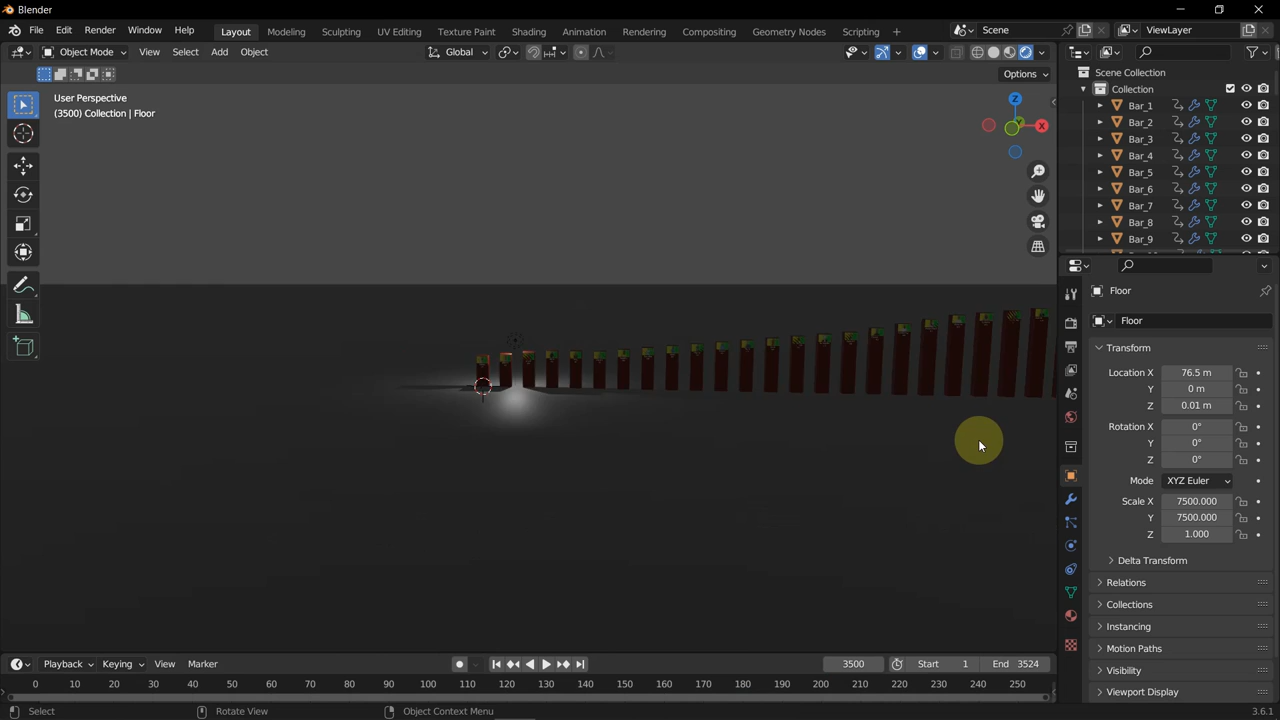 Blender
File Edit Render Window Help Layout Modeling Sculpting UV Editing Texture Paint Shading Animation Rendering Compositing Geometry Nodes Scripting + Scene ViewLayer
Object Mode View Select Add Object Global
Options
User Perspective
(3500) Collection | Floor
Z
Y
X
Scene Collection
Collection
Bar_1
Bar_2
Bar_3
Bar_4
Bar_5
Bar_6
Bar_7
Bar_8
Bar_9
Floor
Floor
Transform
Location X 76.5 m
Y 0 m
Z 0.01 m
Rotation X 0°
Y 0°
Z 0°
Mode XYZ Euler
Scale X 7500.000
Y 7500.000
Z 1.000
Delta Transform
Relations
Collections
Instancing
Motion Paths
Visibility
Viewport Display
Playback Keying View Marker 3500 Start 1 End 3524
0 10 20 30 40 50 60 70 80 90 100 110 120 130 140 150 160 170 180 190 200 210 220 230 240 250
Select Rotate View Object Context Menu 3.6.1